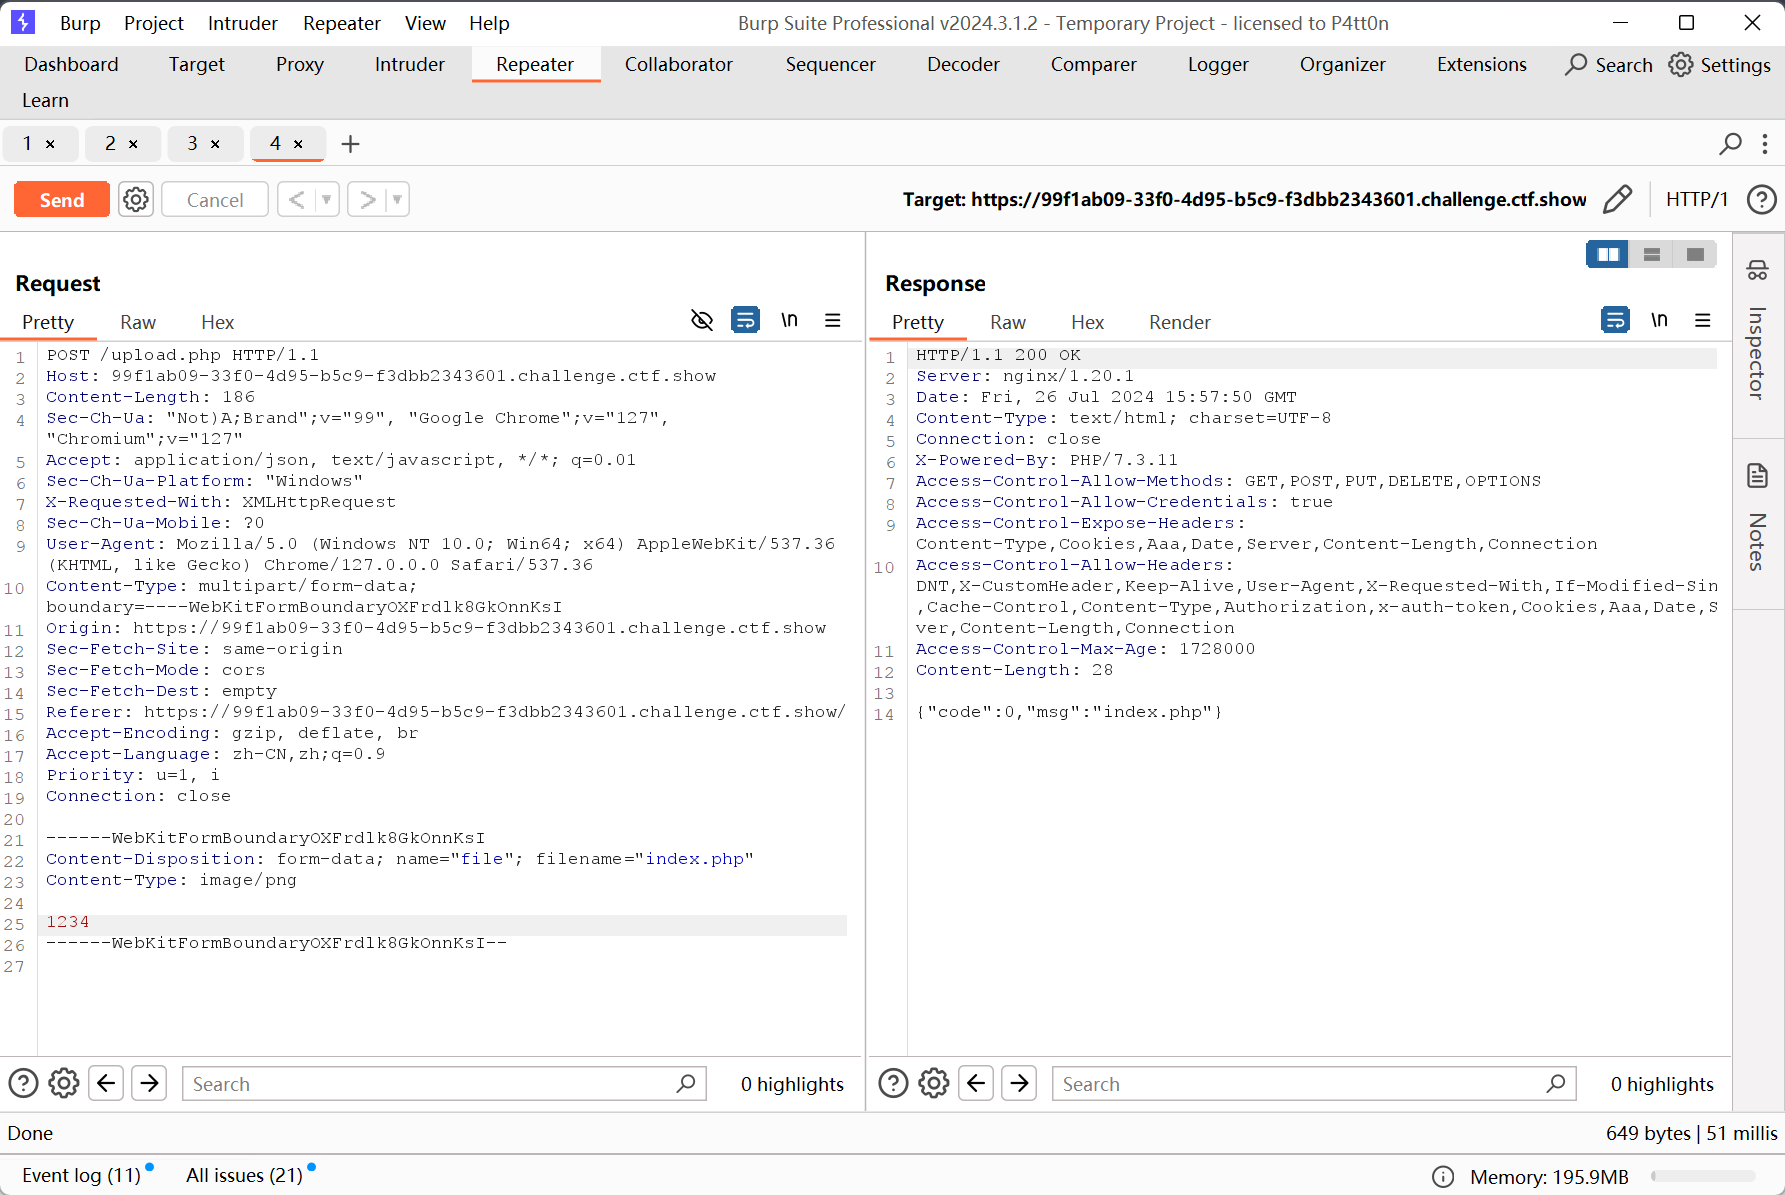 Burp Project Intruder Repeater View Help Burp Suite Professional v2024.3.1.2 - Temporary Project - licensed to P4tt0n
Dashboard Target Proxy Intruder Repeater Collaborator Sequencer Decoder Comparer Logger Organizer Extensions Search Settings
Learn
1 × 2 × 3 × 4 × +
Send Cancel < > Target: https://99f1ab09-33f0-4d95-b5c9-f3dbb2343601.challenge.ctf.show HTTP/1
Request
Pretty Raw Hex \n
1 POST /upload.php HTTP/1.1
2 Host: 99f1ab09-33f0-4d95-b5c9-f3dbb2343601.challenge.ctf.show
3 Content-Length: 186
4 Sec-Ch-Ua: "Not)A;Brand";v="99", "Google Chrome";v="127",
"Chromium";v="127"
5 Accept: application/json, text/javascript, */*; q=0.01
6 Sec-Ch-Ua-Platform: "Windows"
7 X-Requested-With: XMLHttpRequest
8 Sec-Ch-Ua-Mobile: ?0
9 User-Agent: Mozilla/5.0 (Windows NT 10.0; Win64; x64) AppleWebKit/537.36
(KHTML, like Gecko) Chrome/127.0.0.0 Safari/537.36
10 Content-Type: multipart/form-data;
boundary=----WebKitFormBoundaryOXFrdlk8GkOnnKsI
11 Origin: https://99f1ab09-33f0-4d95-b5c9-f3dbb2343601.challenge.ctf.show
12 Sec-Fetch-Site: same-origin
13 Sec-Fetch-Mode: cors
14 Sec-Fetch-Dest: empty
15 Referer: https://99f1ab09-33f0-4d95-b5c9-f3dbb2343601.challenge.ctf.show/
16 Accept-Encoding: gzip, deflate, br
17 Accept-Language: zh-CN,zh;q=0.9
18 Priority: u=1, i
19 Connection: close
20
21 ------WebKitFormBoundaryOXFrdlk8GkOnnKsI
22 Content-Disposition: form-data; name="file"; filename="index.php"
23 Content-Type: image/png
24
25 1234
26 ------WebKitFormBoundaryOXFrdlk8GkOnnKsI--
27
Search 0 highlights
Response
Pretty Raw Hex Render \n
1 HTTP/1.1 200 OK
2 Server: nginx/1.20.1
3 Date: Fri, 26 Jul 2024 15:57:50 GMT
4 Content-Type: text/html; charset=UTF-8
5 Connection: close
6 X-Powered-By: PHP/7.3.11
7 Access-Control-Allow-Methods: GET,POST,PUT,DELETE,OPTIONS
8 Access-Control-Allow-Credentials: true
9 Access-Control-Expose-Headers:
Content-Type,Cookies,Aaa,Date,Server,Content-Length,Connection
10 Access-Control-Allow-Headers:
DNT,X-CustomHeader,Keep-Alive,User-Agent,X-Requested-With,If-Modified-Sin
,Cache-Control,Content-Type,Authorization,x-auth-token,Cookies,Aaa,Date,S
ver,Content-Length,Connection
11 Access-Control-Max-Age: 1728000
12 Content-Length: 28
13
14 {"code":0,"msg":"index.php"}
Search 0 highlights
Inspector
Notes
Done 649 bytes | 51 millis
Event log (11) All issues (21) Memory: 195.9MB